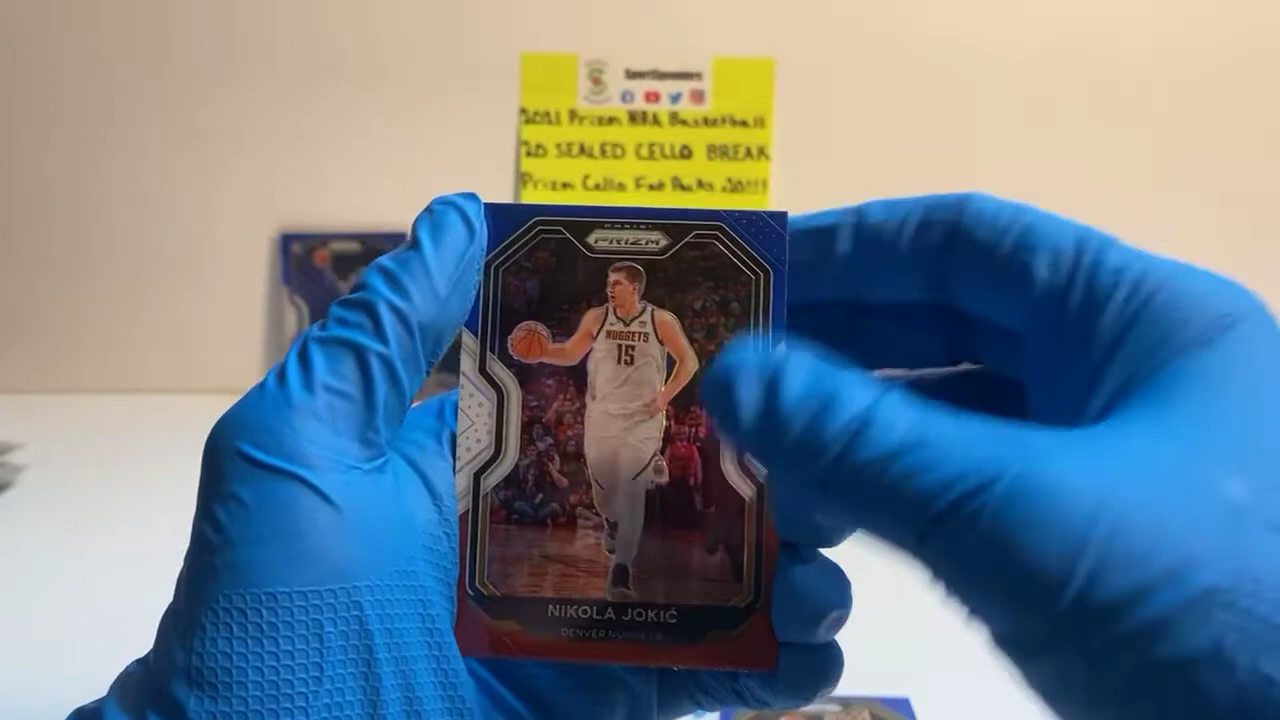 SportSpooners
2021 Prizm NBA Basketball
20 SEALED CELLO BREAK
Prizm Cello Fat Packs .20!!!
PANINI
PRIZM
NUGGETS
15
NIKOLA JOKIĆ
DENVER NUGGETS